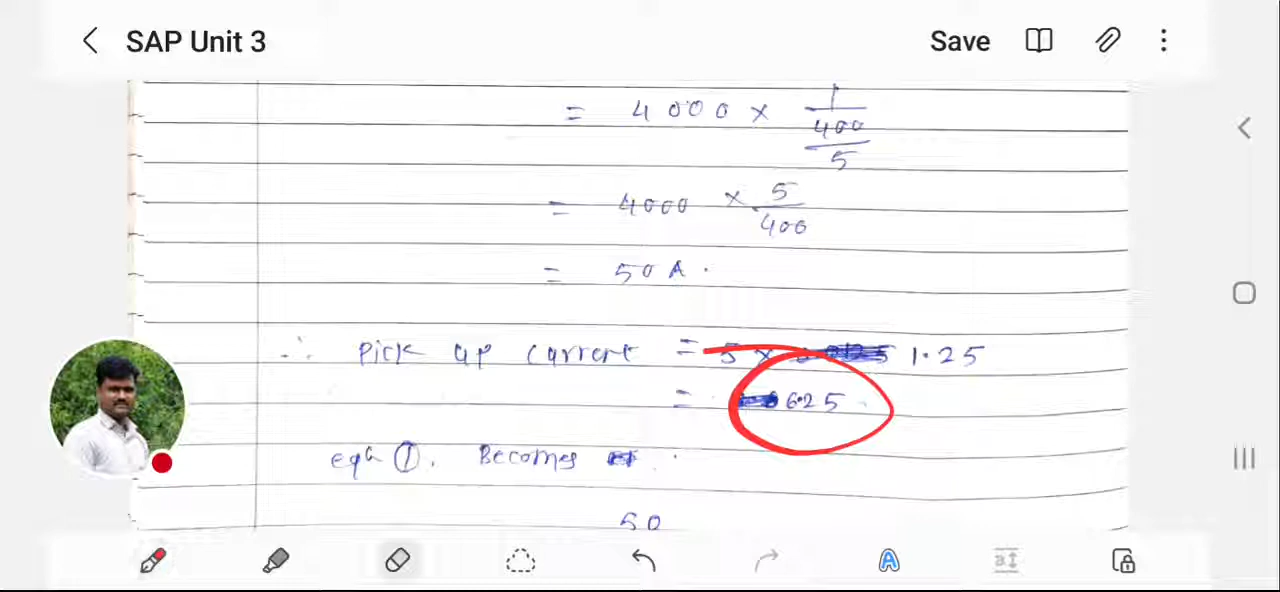 SAP Unit 3
Save
= 4000 × 1/400/5
= 4000 × 5/400
= 50 A.
∴ Pick up current = 5 × 1.25
= 6.25
eqn ①. Becomes
50